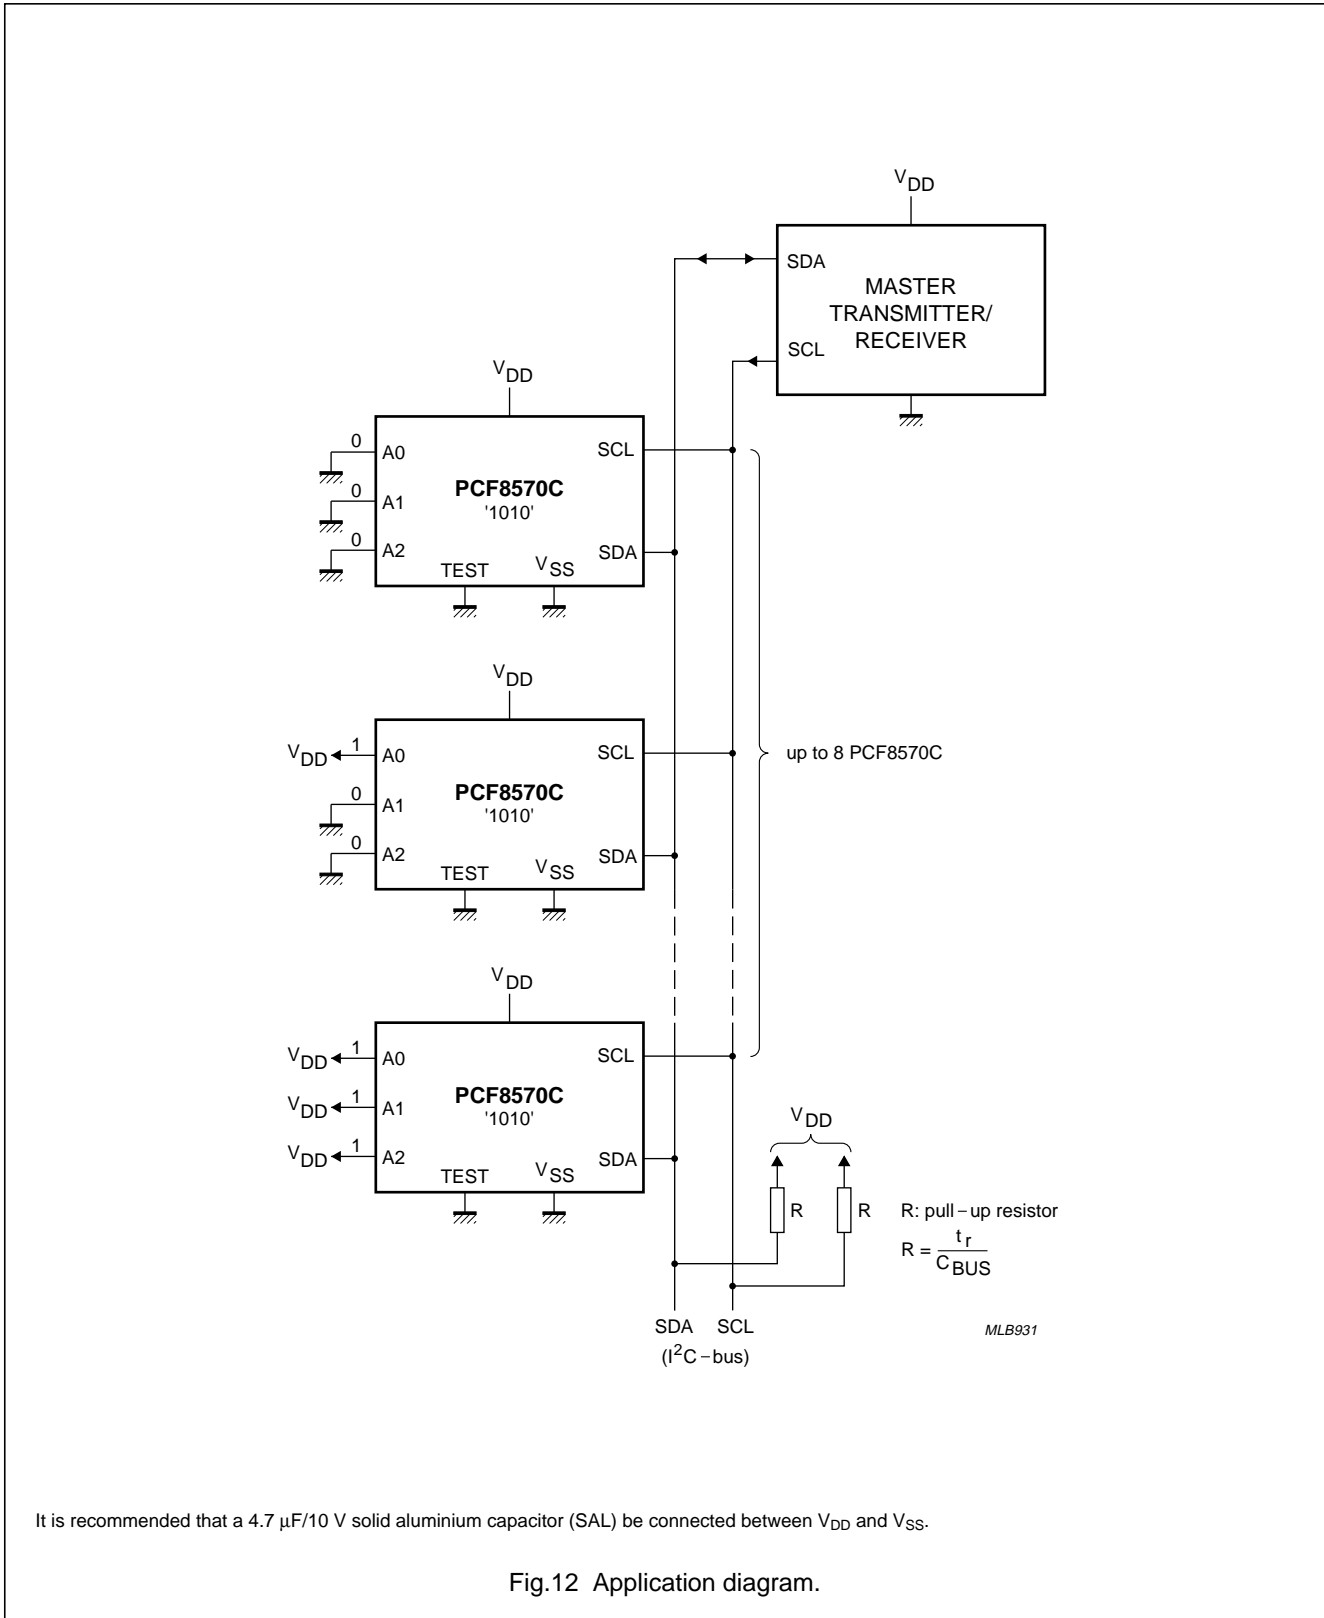 VDD
SDA
MASTER
TRANSMITTER/
RECEIVER
SCL
VDD
0 A0
SCL
PCF8570C
'1010'
0 A1
0 A2
SDA
TEST
VSS
VDD
VDD 1 A0
SCL
up to 8 PCF8570C
PCF8570C
'1010'
0 A1
0 A2
SDA
TEST
VSS
VDD
VDD 1 A0
SCL
PCF8570C
'1010'
VDD 1 A1
VDD 1 A2
SDA
TEST
VSS
VDD
R
R
R: pull-up resistor
R = tr / CBUS
SDA SCL
(I²C-bus)
MLB931
It is recommended that a 4.7 µF/10 V solid aluminium capacitor (SAL) be connected between VDD and VSS.
Fig.12 Application diagram.